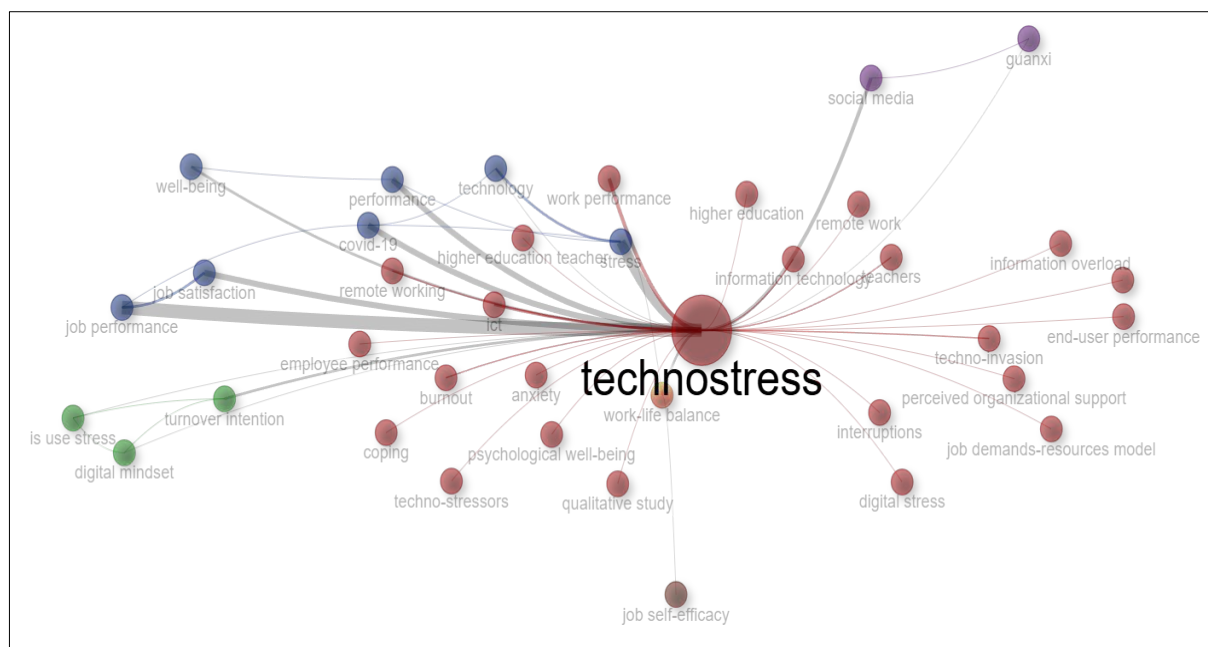 guanxi
social media
well-being
performance
technology
work performance
higher education
remote work
covid-19
higher education teacher
stress
information technology
teachers
information overload
job satisfaction
remote working
job performance
ict
end-user performance
employee performance
techno-invasion
technostress
burnout
anxiety
work-life balance
perceived organizational support
turnover intention
is use stress
interruptions
coping
psychological well-being
job demands-resources model
digital mindset
techno-stressors
qualitative study
digital stress
job self-efficacy